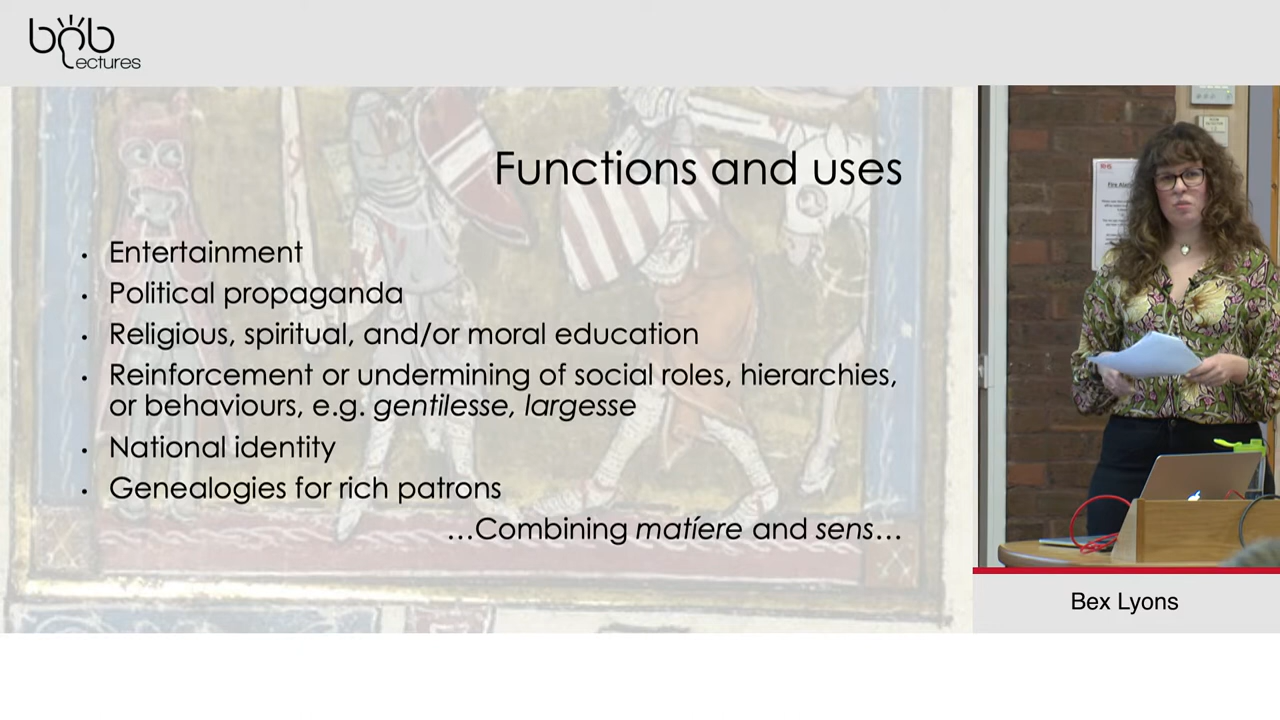 bob
Lectures
Functions and uses
• Entertainment
• Political propaganda
• Religious, spiritual, and/or moral education
• Reinforcement or undermining of social roles, hierarchies,
or behaviours, e.g. gentilesse, largesse
• National identity
• Genealogies for rich patrons
…Combining matíere and sens…
Fire
Bex Lyons